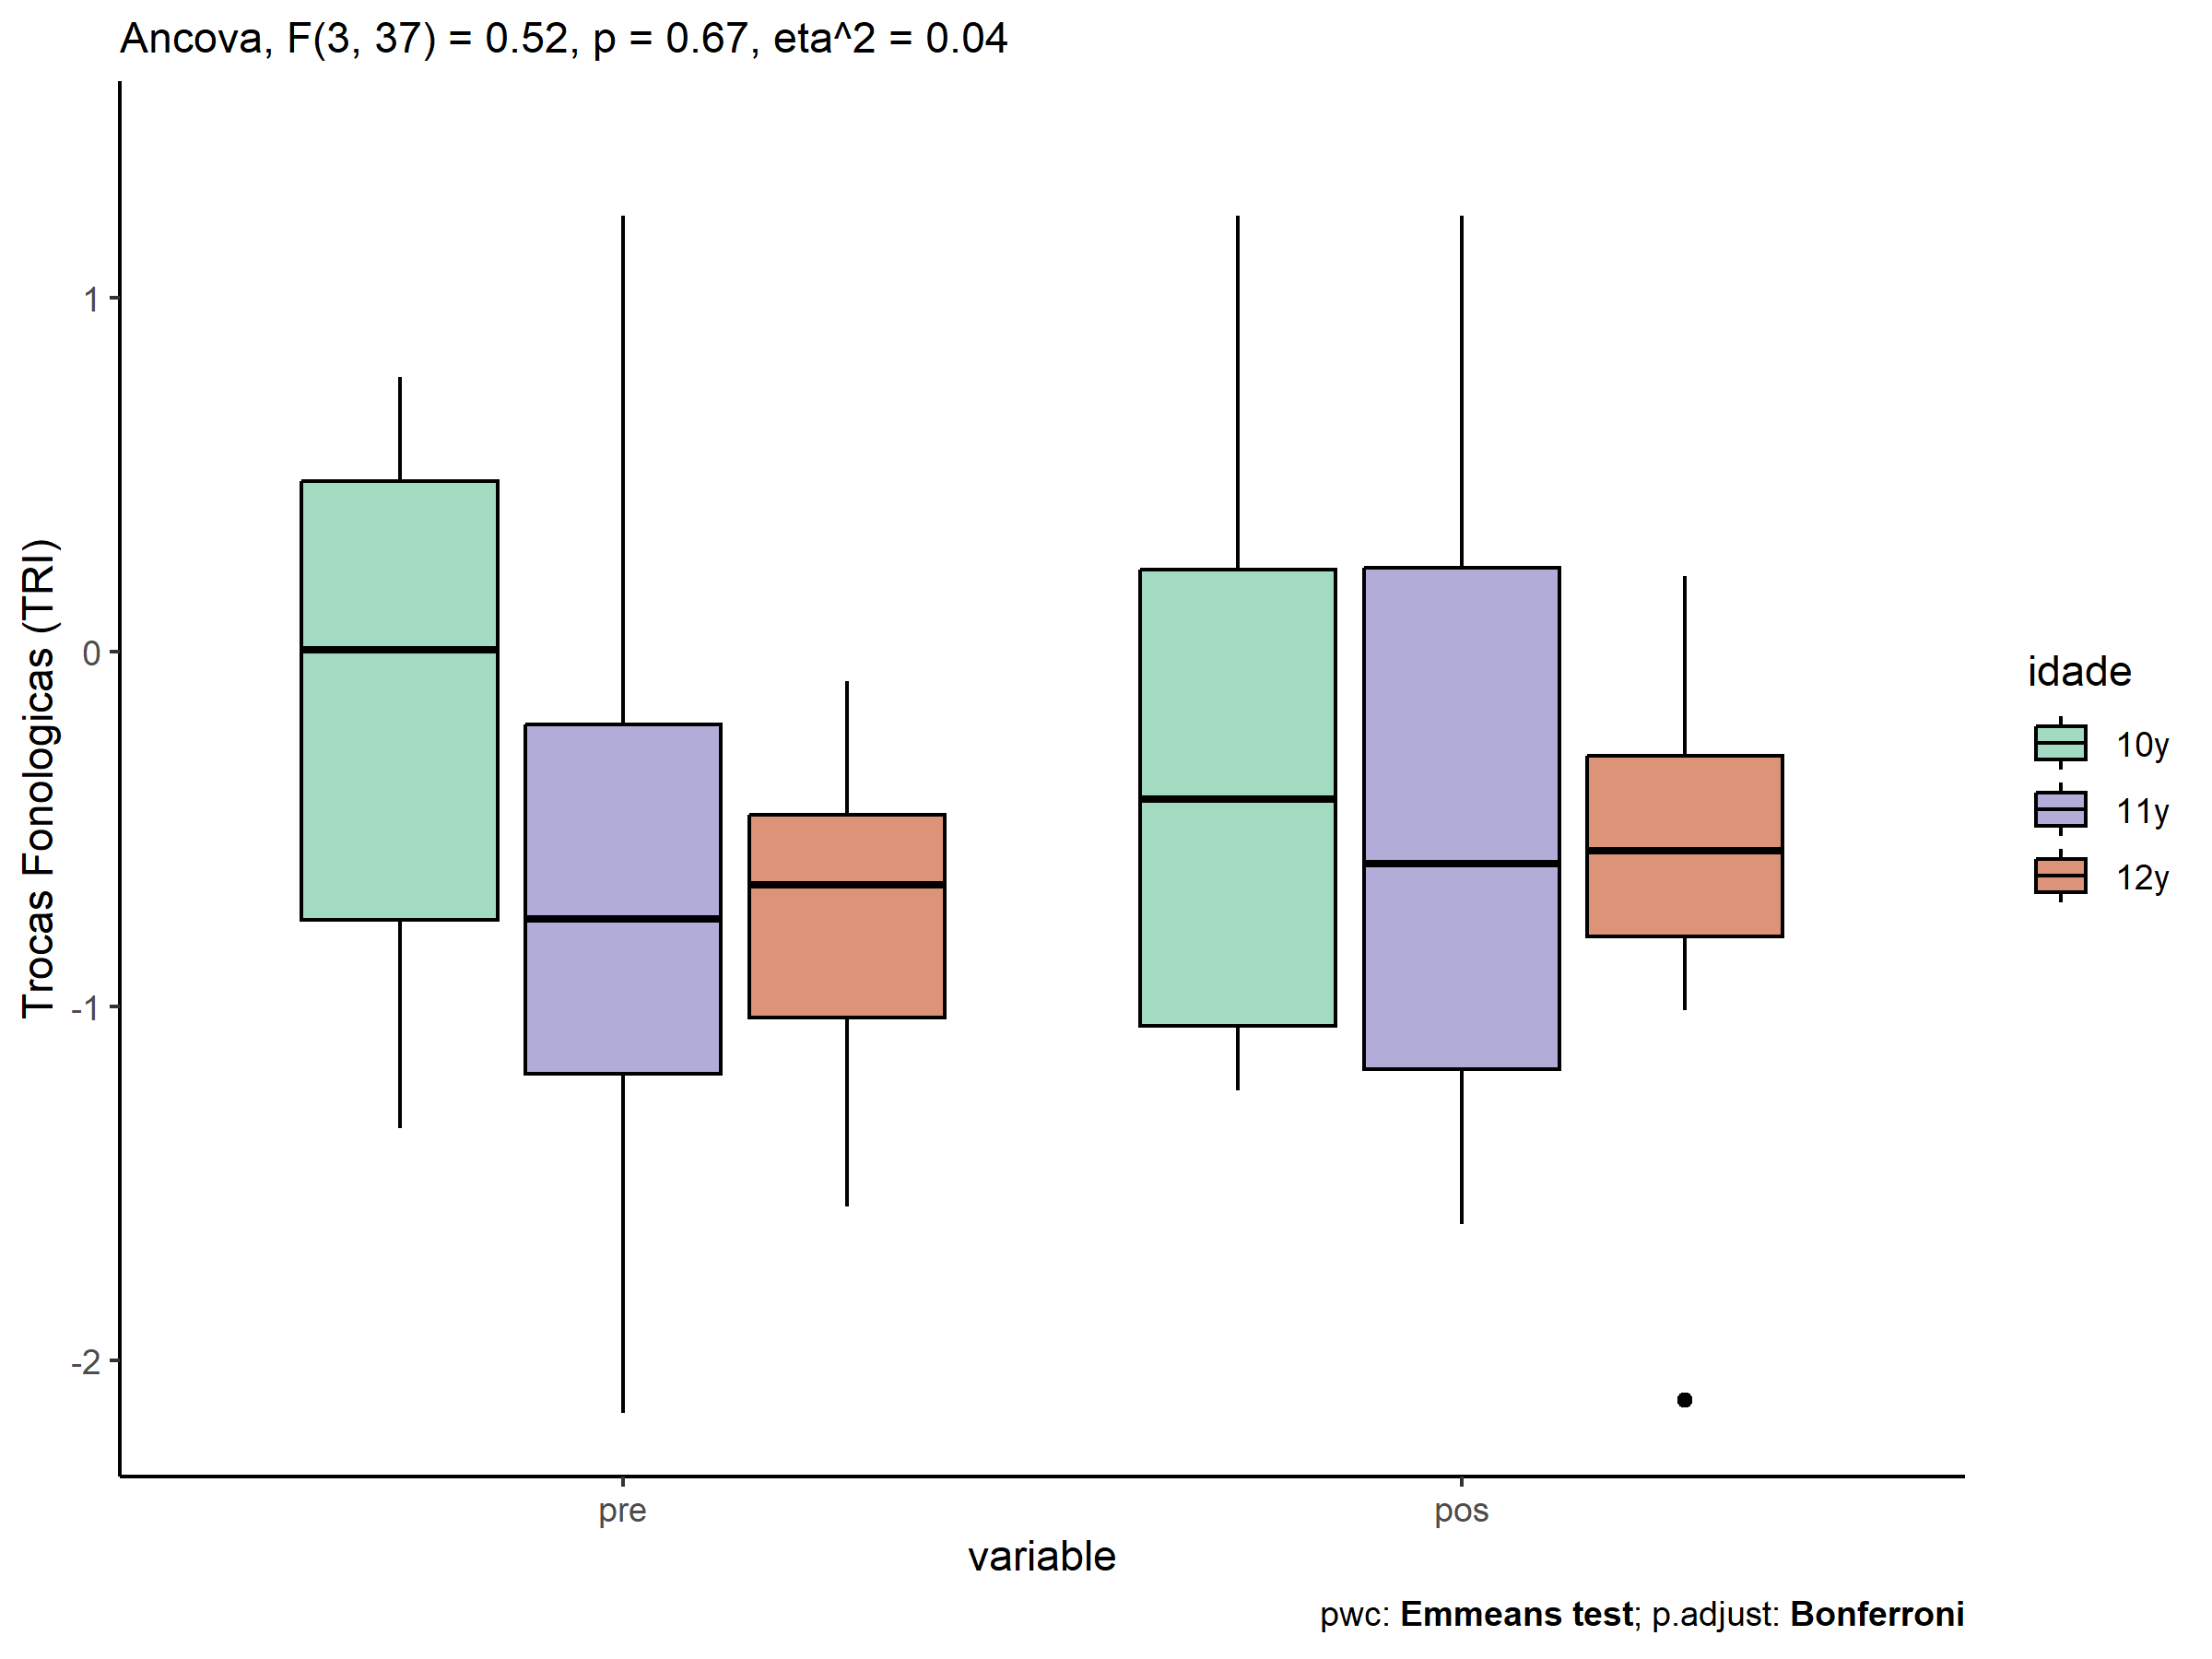 Ancova, F(3, 37) = 0.52, p = 0.67, eta^2 = 0.04
Trocas Fonologicas (TRI)
1
0
-1
-2
pre
pos
variable
idade
10y
11y
12y
pwc: Emmeans test; p.adjust: Bonferroni